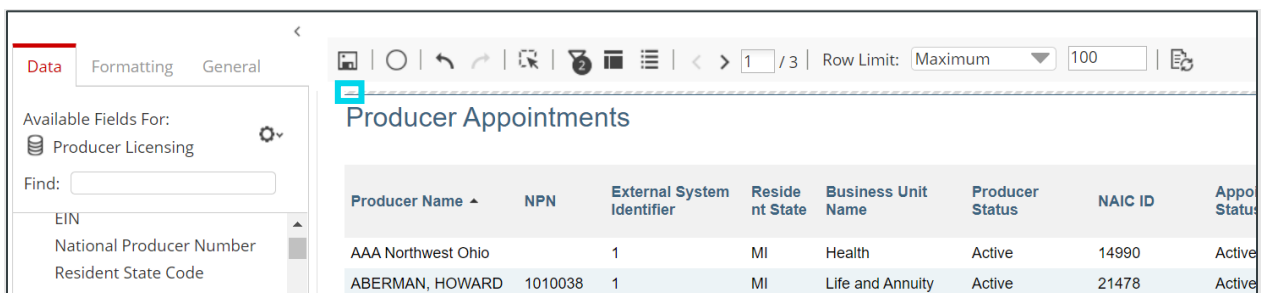 Data Formatting General
Available Fields For:
Producer Licensing
Find:
EIN
National Producer Number
Resident State Code
2 1 / 3 Row Limit: Maximum 100
Producer Appointments
Producer Name NPN External System Identifier Reside nt State Business Unit Name Producer Status NAIC ID Appoi Status
AAA Northwest Ohio 1 MI Health Active 14990 Active
ABERMAN, HOWARD 1010038 1 MI Life and Annuity Active 21478 Active